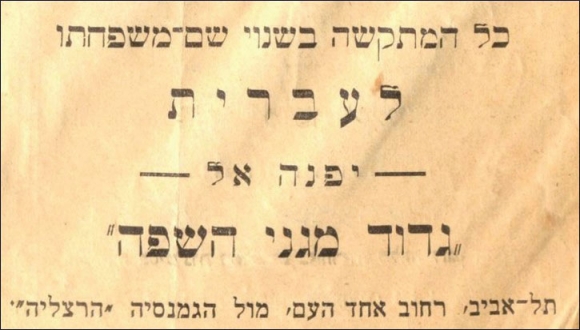 כל המתקשה בשנוי שם־משפחתו
לעברית
— יפנה אל —
„גדוד מגני השפה"
תל־אביב, רחוב אחד העם, מול הגמנסיה „הרצליה".